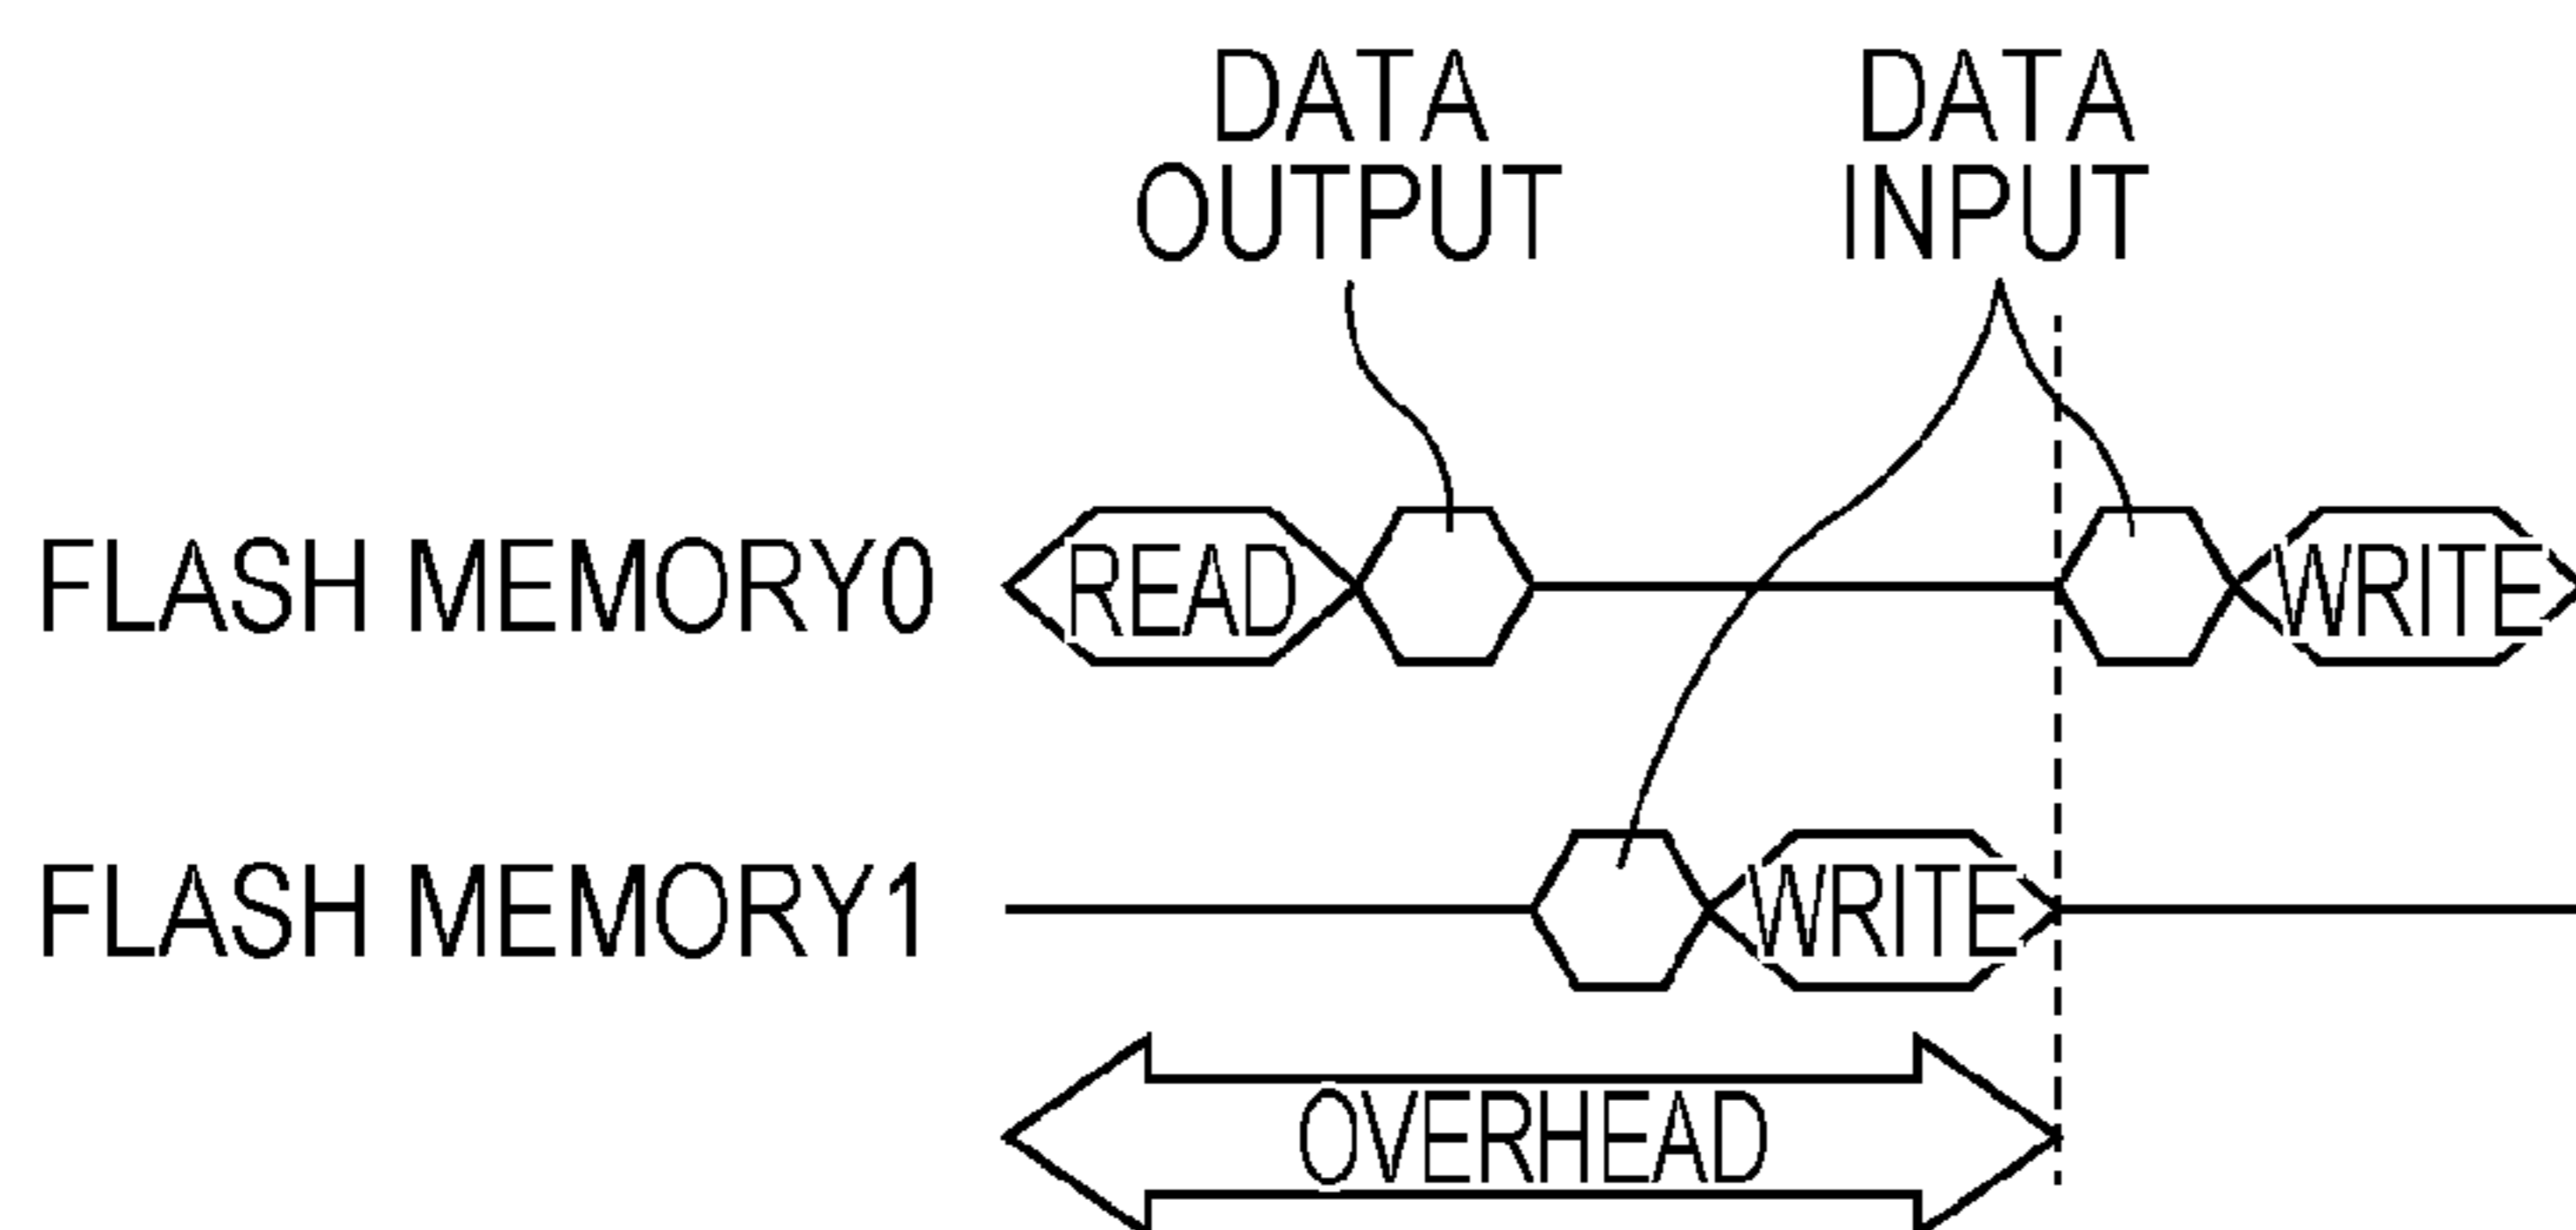 DATA
OUTPUT
DATA
INPUT
FLASH MEMORY0
READ
WRITE
FLASH MEMORY1
WRITE
OVERHEAD